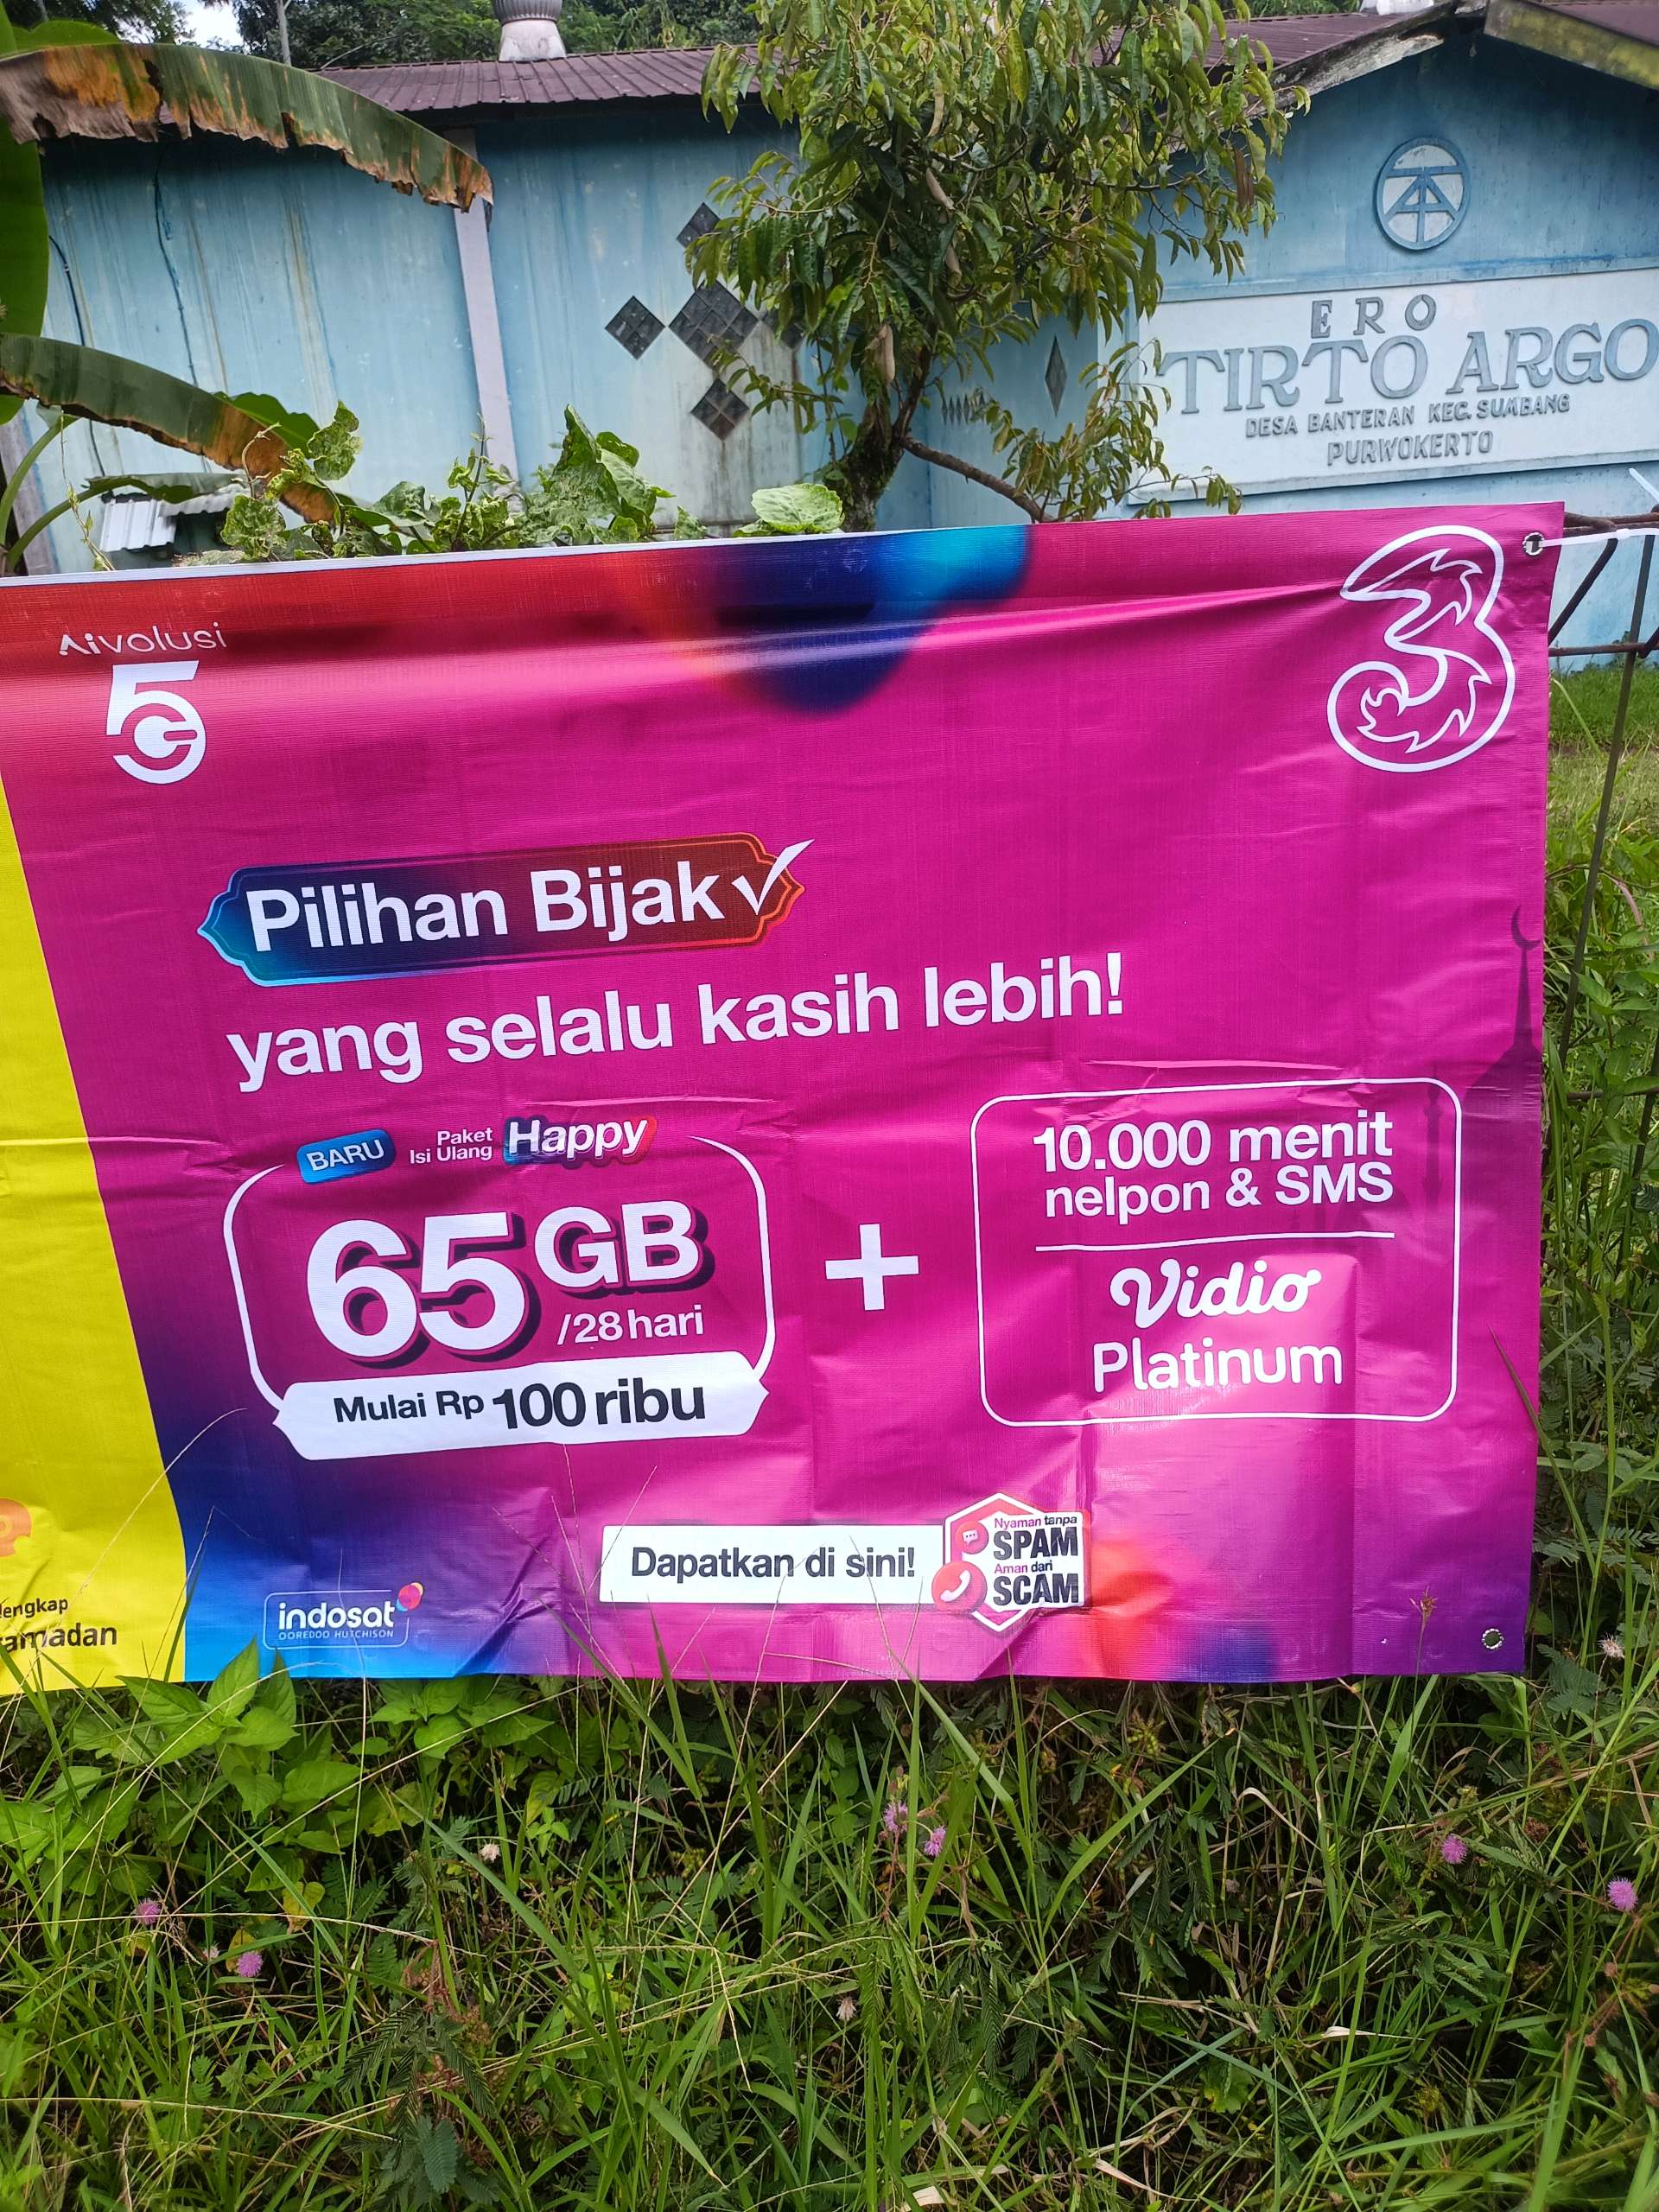 ERO
TIRTO ARGO
DESA BANTERAN KEC. SUMBANG
PURWOKERTO
Aivolusi
5G
3
Pilihan Bijak
yang selalu kasih lebih!
BARU
Paket
Isi Ulang
Happy
65 GB
/28 hari
Mulai Rp 100 ribu
+
10.000 menit
nelpon & SMS
Vidio
Platinum
Dapatkan di sini!
Nyaman tanpa
SPAM
Aman dari
SCAM
indosat
OOREDOO HUTCHISON
lengkap
amadan